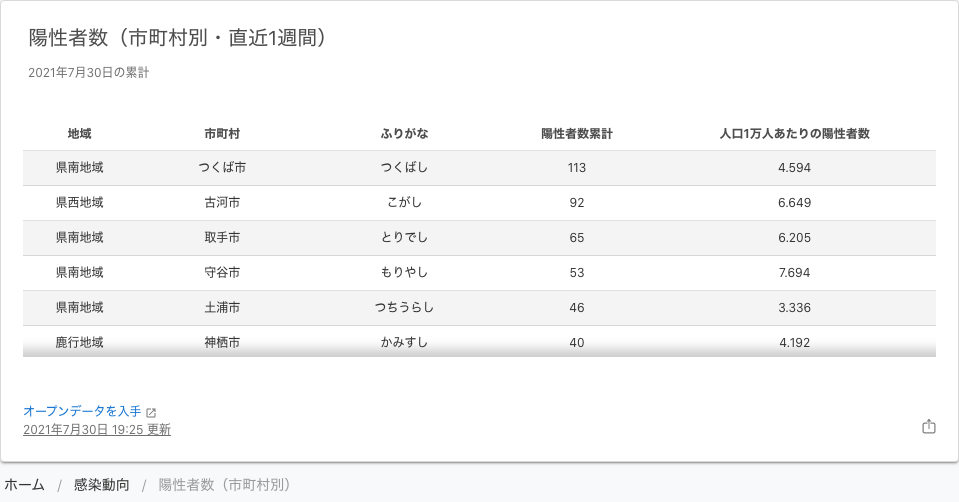 陽性者数（市町村別・直近1週間）
2021年7月30日の累計
地域 市町村 ふりがな 陽性者数累計 人口1万人あたりの陽性者数
県南地域 つくば市 つくばし 113 4.594
県西地域 古河市 こがし 92 6.649
県南地域 取手市 とりでし 65 6.205
県南地域 守谷市 もりやし 53 7.694
県南地域 土浦市 つちうらし 46 3.336
鹿行地域 神栖市 かみすし 40 4.192
オープンデータを入手
2021年7月30日 19:25 更新
ホーム / 感染動向 / 陽性者数（市町村別）